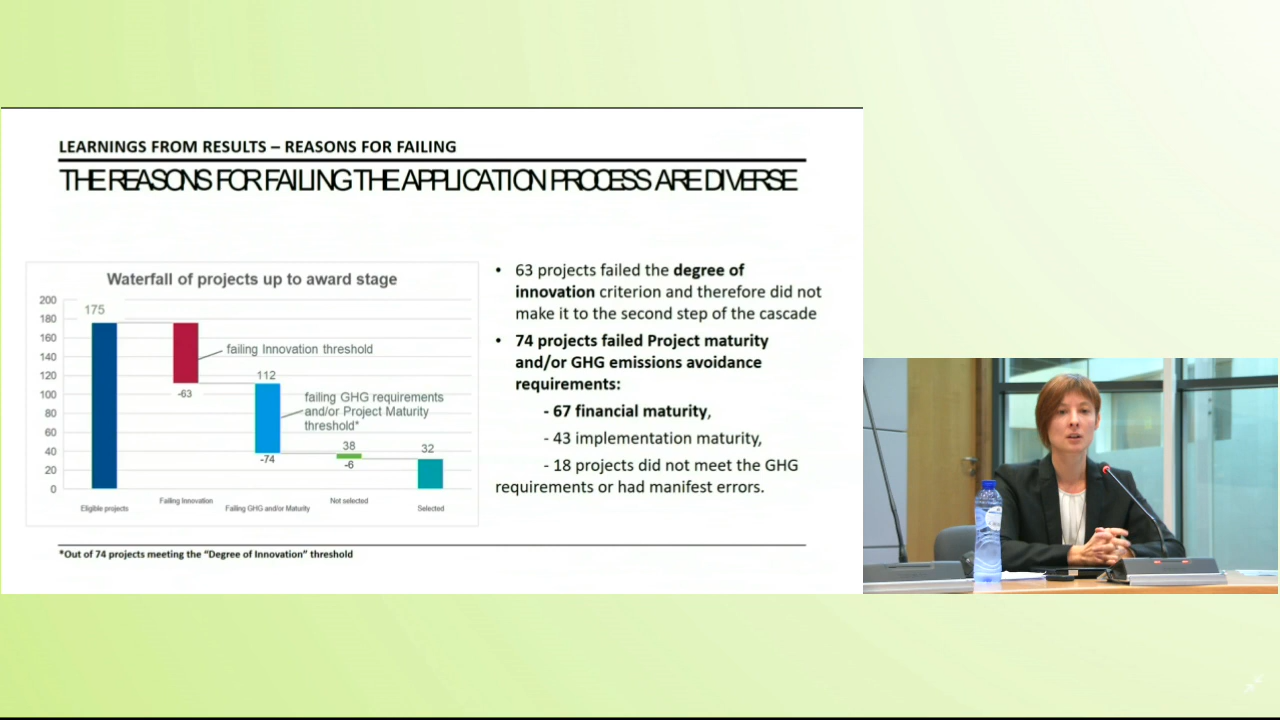 LEARNINGS FROM RESULTS – REASONS FOR FAILING
THE REASONS FOR FAILING THE APPLICATION PROCESS ARE DIVERSE
Waterfall of projects up to award stage
200
180
160
140
120
100
80
60
40
20
0
175
failing Innovation threshold
-63
112
failing GHG requirements
and/or Project Maturity
threshold*
-74
38
-6
32
Eligible projects
Failing Innovation
Failing GHG and/or Maturity
Not selected
Selected
• 63 projects failed the degree of
innovation criterion and therefore did not
make it to the second step of the cascade
• 74 projects failed Project maturity
and/or GHG emissions avoidance
requirements:
- 67 financial maturity,
- 43 implementation maturity,
- 18 projects did not meet the GHG
requirements or had manifest errors.
*Out of 74 projects meeting the “Degree of Innovation” threshold